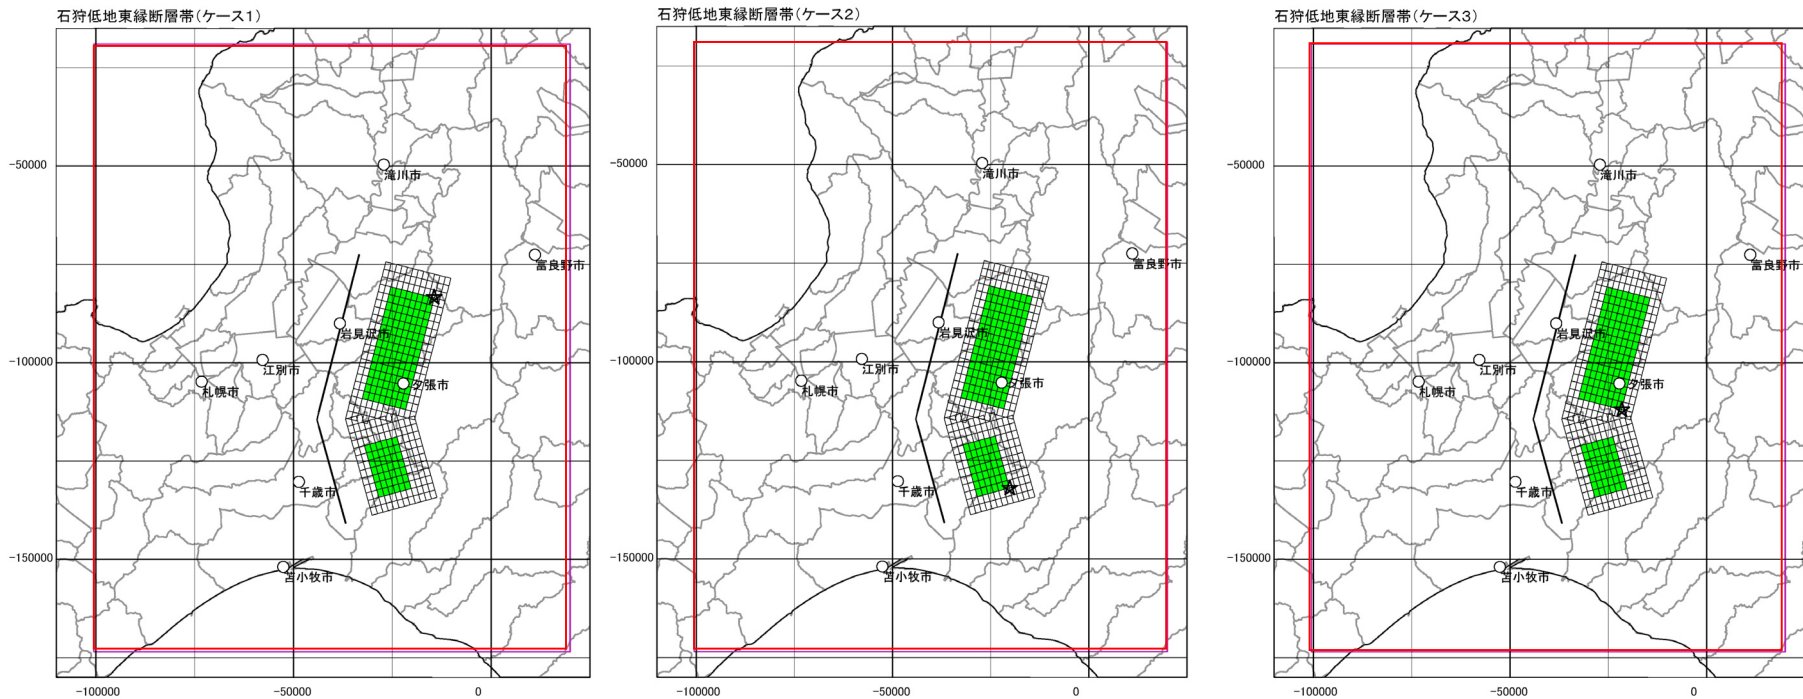 石狩低地東縁断層帯(ケース1)
-50000
-100000
-150000
滝川市
富良野市
岩見沢市
江別市
夕張市
札幌市
千歳市
苫小牧市
-100000
-50000
0
石狩低地東縁断層帯(ケース2)
-50000
-100000
-150000
滝川市
富良野市
岩見沢市
江別市
夕張市
札幌市
千歳市
苫小牧市
-100000
-50000
0
石狩低地東縁断層帯(ケース3)
-50000
-100000
-150000
滝川市
富良野市
岩見沢市
江別市
夕張市
札幌市
千歳市
苫小牧市
-100000
-50000
0